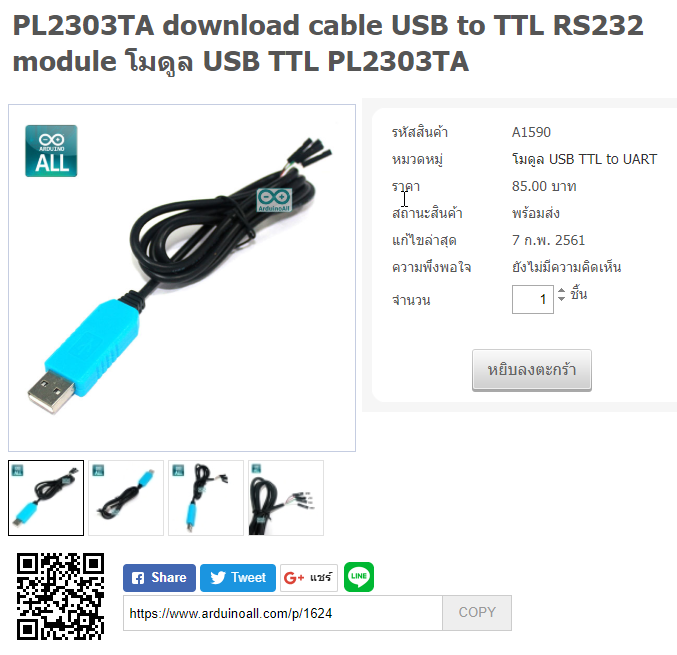 PL2303TA download cable USB to TTL RS232
module โมดูล USB TTL PL2303TA
ARDUINO
ALL
ArduinoAll
รหัสสินค้า A1590
หมวดหมู่ โมดูล USB TTL to UART
ราคา 85.00 บาท
สถานะสินค้า พร้อมส่ง
แก้ไขล่าสุด 7 ก.พ. 2561
ความพึงพอใจ ยังไม่มีความคิดเห็น
จำนวน 1 ชิ้น
หยิบลงตะกร้า
ALL
ALL
ALL
ALL
Share Tweet G+ แชร์ LINE
https://www.arduinoall.com/p/1624 COPY